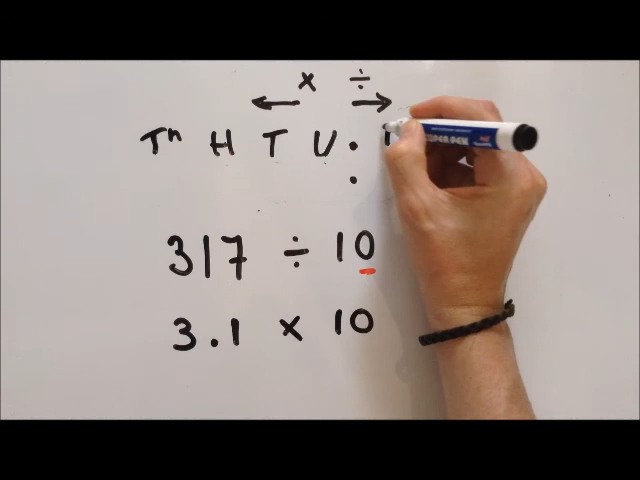 × ÷
← →
Th H T U .
.
317 ÷ 10
3.1 × 10